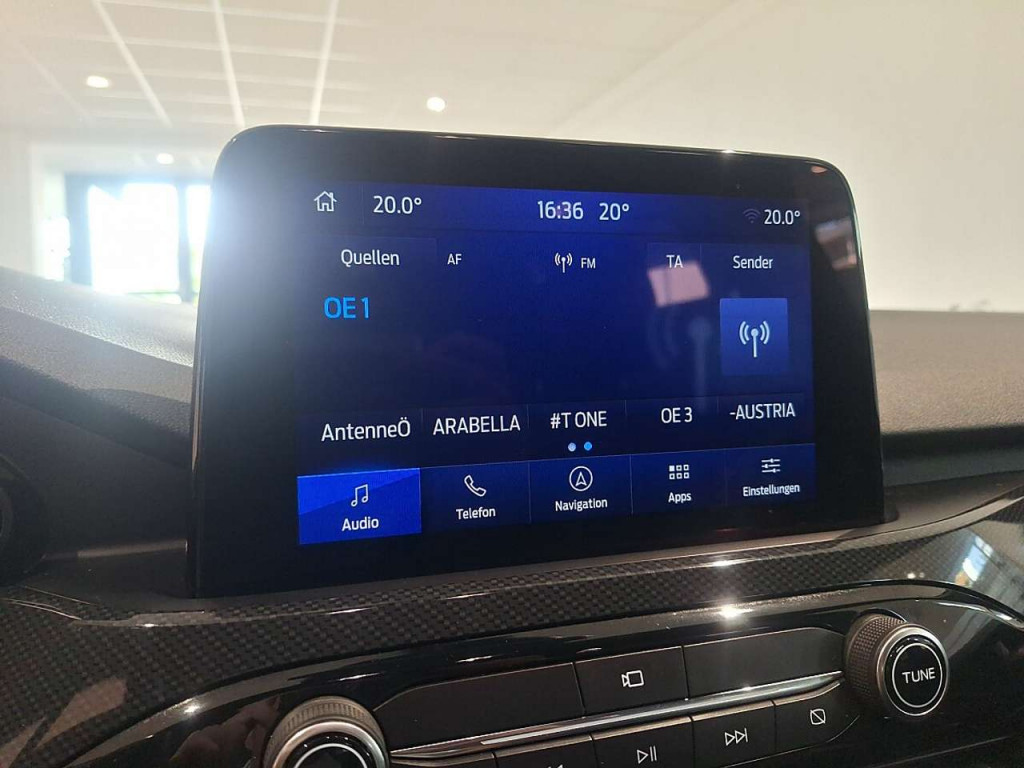 20.0° 16:36 20° 20.0°
Quellen AF FM TA Sender
OE 1
AntenneÖ ARABELLA #T ONE OE 3 -AUSTRIA
Audio Telefon Navigation Apps Einstellungen
TUNE